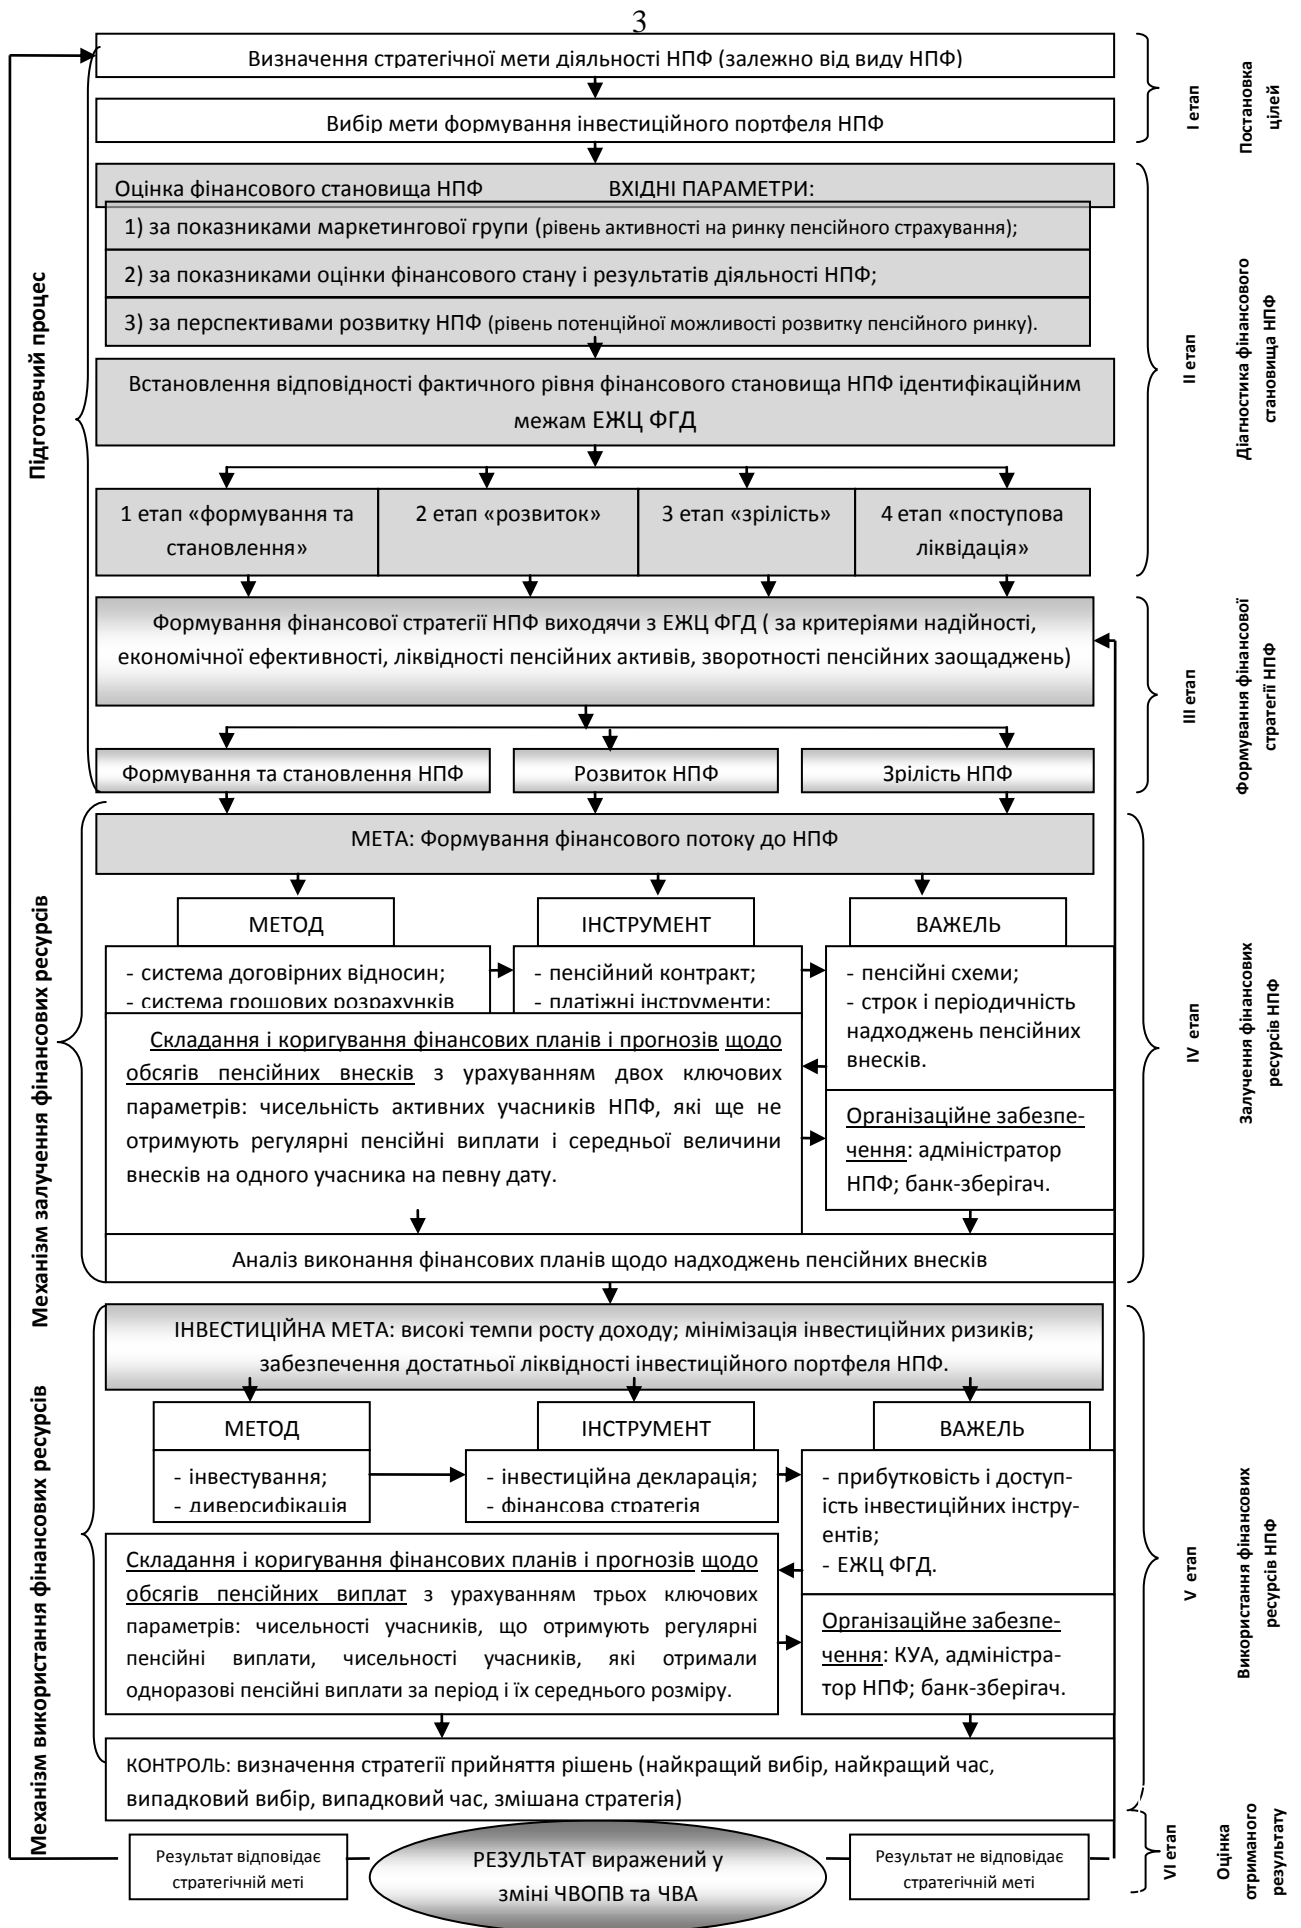 3
Визначення стратегічної мети діяльності НПФ (залежно від виду НПФ)
Вибір мети формування інвестиційного портфеля НПФ
І етап
Постановка
цілей
Оцінка фінансового становища НПФ ВХІДНІ ПАРАМЕТРИ:
1) за показниками маркетингової групи (рівень активності на ринку пенсійного страхування);
2) за показниками оцінки фінансового стану і результатів діяльності НПФ;
3) за перспективами розвитку НПФ (рівень потенційної можливості розвитку пенсійного ринку).
Встановлення відповідності фактичного рівня фінансового становища НПФ ідентифікаційним
межам ЕЖЦ ФГД
1 етап «формування та
становлення»
2 етап «розвиток»
3 етап «зрілість»
4 етап «поступова
ліквідація»
ІІ етап
Діагностика фінансового
становища НПФ
Підготовчий процес
Формування фінансової стратегії НПФ виходячи з ЕЖЦ ФГД ( за критеріями надійності,
економічної ефективності, ліквідності пенсійних активів, зворотності пенсійних заощаджень)
Формування та становлення НПФ
Розвиток НПФ
Зрілість НПФ
ІІІ етап
Формування фінансової
стратегії НПФ
МЕТА: Формування фінансового потоку до НПФ
МЕТОД
ІНСТРУМЕНТ
ВАЖЕЛЬ
- система договірних відносин;
- система грошових розрахунків
- пенсійний контракт;
- платіжні інструменти;
- пенсійні схеми;
- строк і періодичність
надходжень пенсійних
внесків.
Складання і коригування фінансових планів і прогнозів щодо
обсягів пенсійних внесків з урахуванням двох ключових
параметрів: чисельність активних учасників НПФ, які ще не
отримують регулярні пенсійні виплати і середньої величини
внесків на одного учасника на певну дату.
Організаційне забезпе-
чення: адміністратор
НПФ; банк-зберігач.
Аналіз виконання фінансових планів щодо надходжень пенсійних внесків
Механізм залучення фінансових ресурсів
IV етап
Залучення фінансових
ресурсів НПФ
ІНВЕСТИЦІЙНА МЕТА: високі темпи росту доходу; мінімізація інвестиційних ризиків;
забезпечення достатньої ліквідності інвестиційного портфеля НПФ.
МЕТОД
ІНСТРУМЕНТ
ВАЖЕЛЬ
- інвестування;
- диверсифікація
- інвестиційна декларація;
- фінансова стратегія
- прибутковість і доступ-
ність інвестиційних інстру-
ентів;
- ЕЖЦ ФГД.
Складання і коригування фінансових планів і прогнозів щодо
обсягів пенсійних виплат з урахуванням трьох ключових
параметрів: чисельності учасників, що отримують регулярні
пенсійні виплати, чисельності учасників, які отримали
одноразові пенсійні виплати за період і їх середнього розміру.
Організаційне забезпе-
чення: КУА, адміністра-
тор НПФ; банк-зберігач.
КОНТРОЛЬ: визначення стратегії прийняття рішень (найкращий вибір, найкращий час,
випадковий вибір, випадковий час, змішана стратегія)
Механізм використання фінансових ресурсів
V етап
Використання фінансових
ресурсів НПФ
Результат відповідає
стратегічній меті
РЕЗУЛЬТАТ виражений у
зміні ЧВОПВ та ЧВА
Результат не відповідає
стратегічній меті
VI етап
Оцінка
отриманого
результату